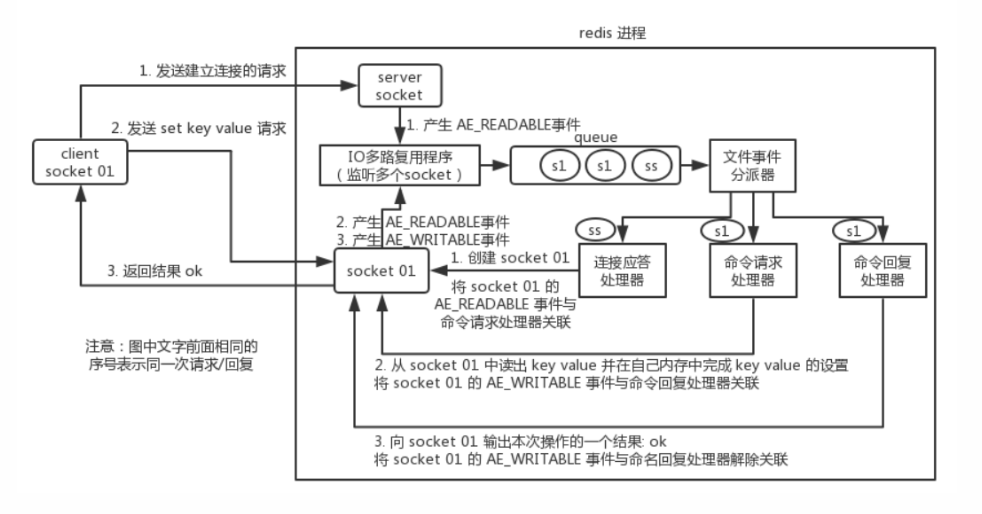 redis 进程
1. 发送建立连接的请求
server
socket
1. 产生 AE_READABLE事件
2. 发送 set key value 请求
queue
client
socket 01
IO多路复用程序
（监听多个socket）
s1
s1
ss
文件事件
分派器
2. 产生 AE_READABLE事件
3. 产生 AE_WRITABLE事件
ss
s1
s1
3. 返回结果 ok
socket 01
1. 创建 socket 01
将 socket 01 的
AE_READABLE 事件与
命令请求处理器关联
连接应答
处理器
命令请求
处理器
命令回复
处理器
注意：图中文字前面相同的
序号表示同一次请求/回复
2. 从 socket 01 中读出 key value 并在自己内存中完成 key value 的设置
将 socket 01 的 AE_WRITABLE 事件与命令回复处理器关联
3. 向 socket 01 输出本次操作的一个结果: ok
将 socket 01 的 AE_WRITABLE 事件与命名回复处理器解除关联